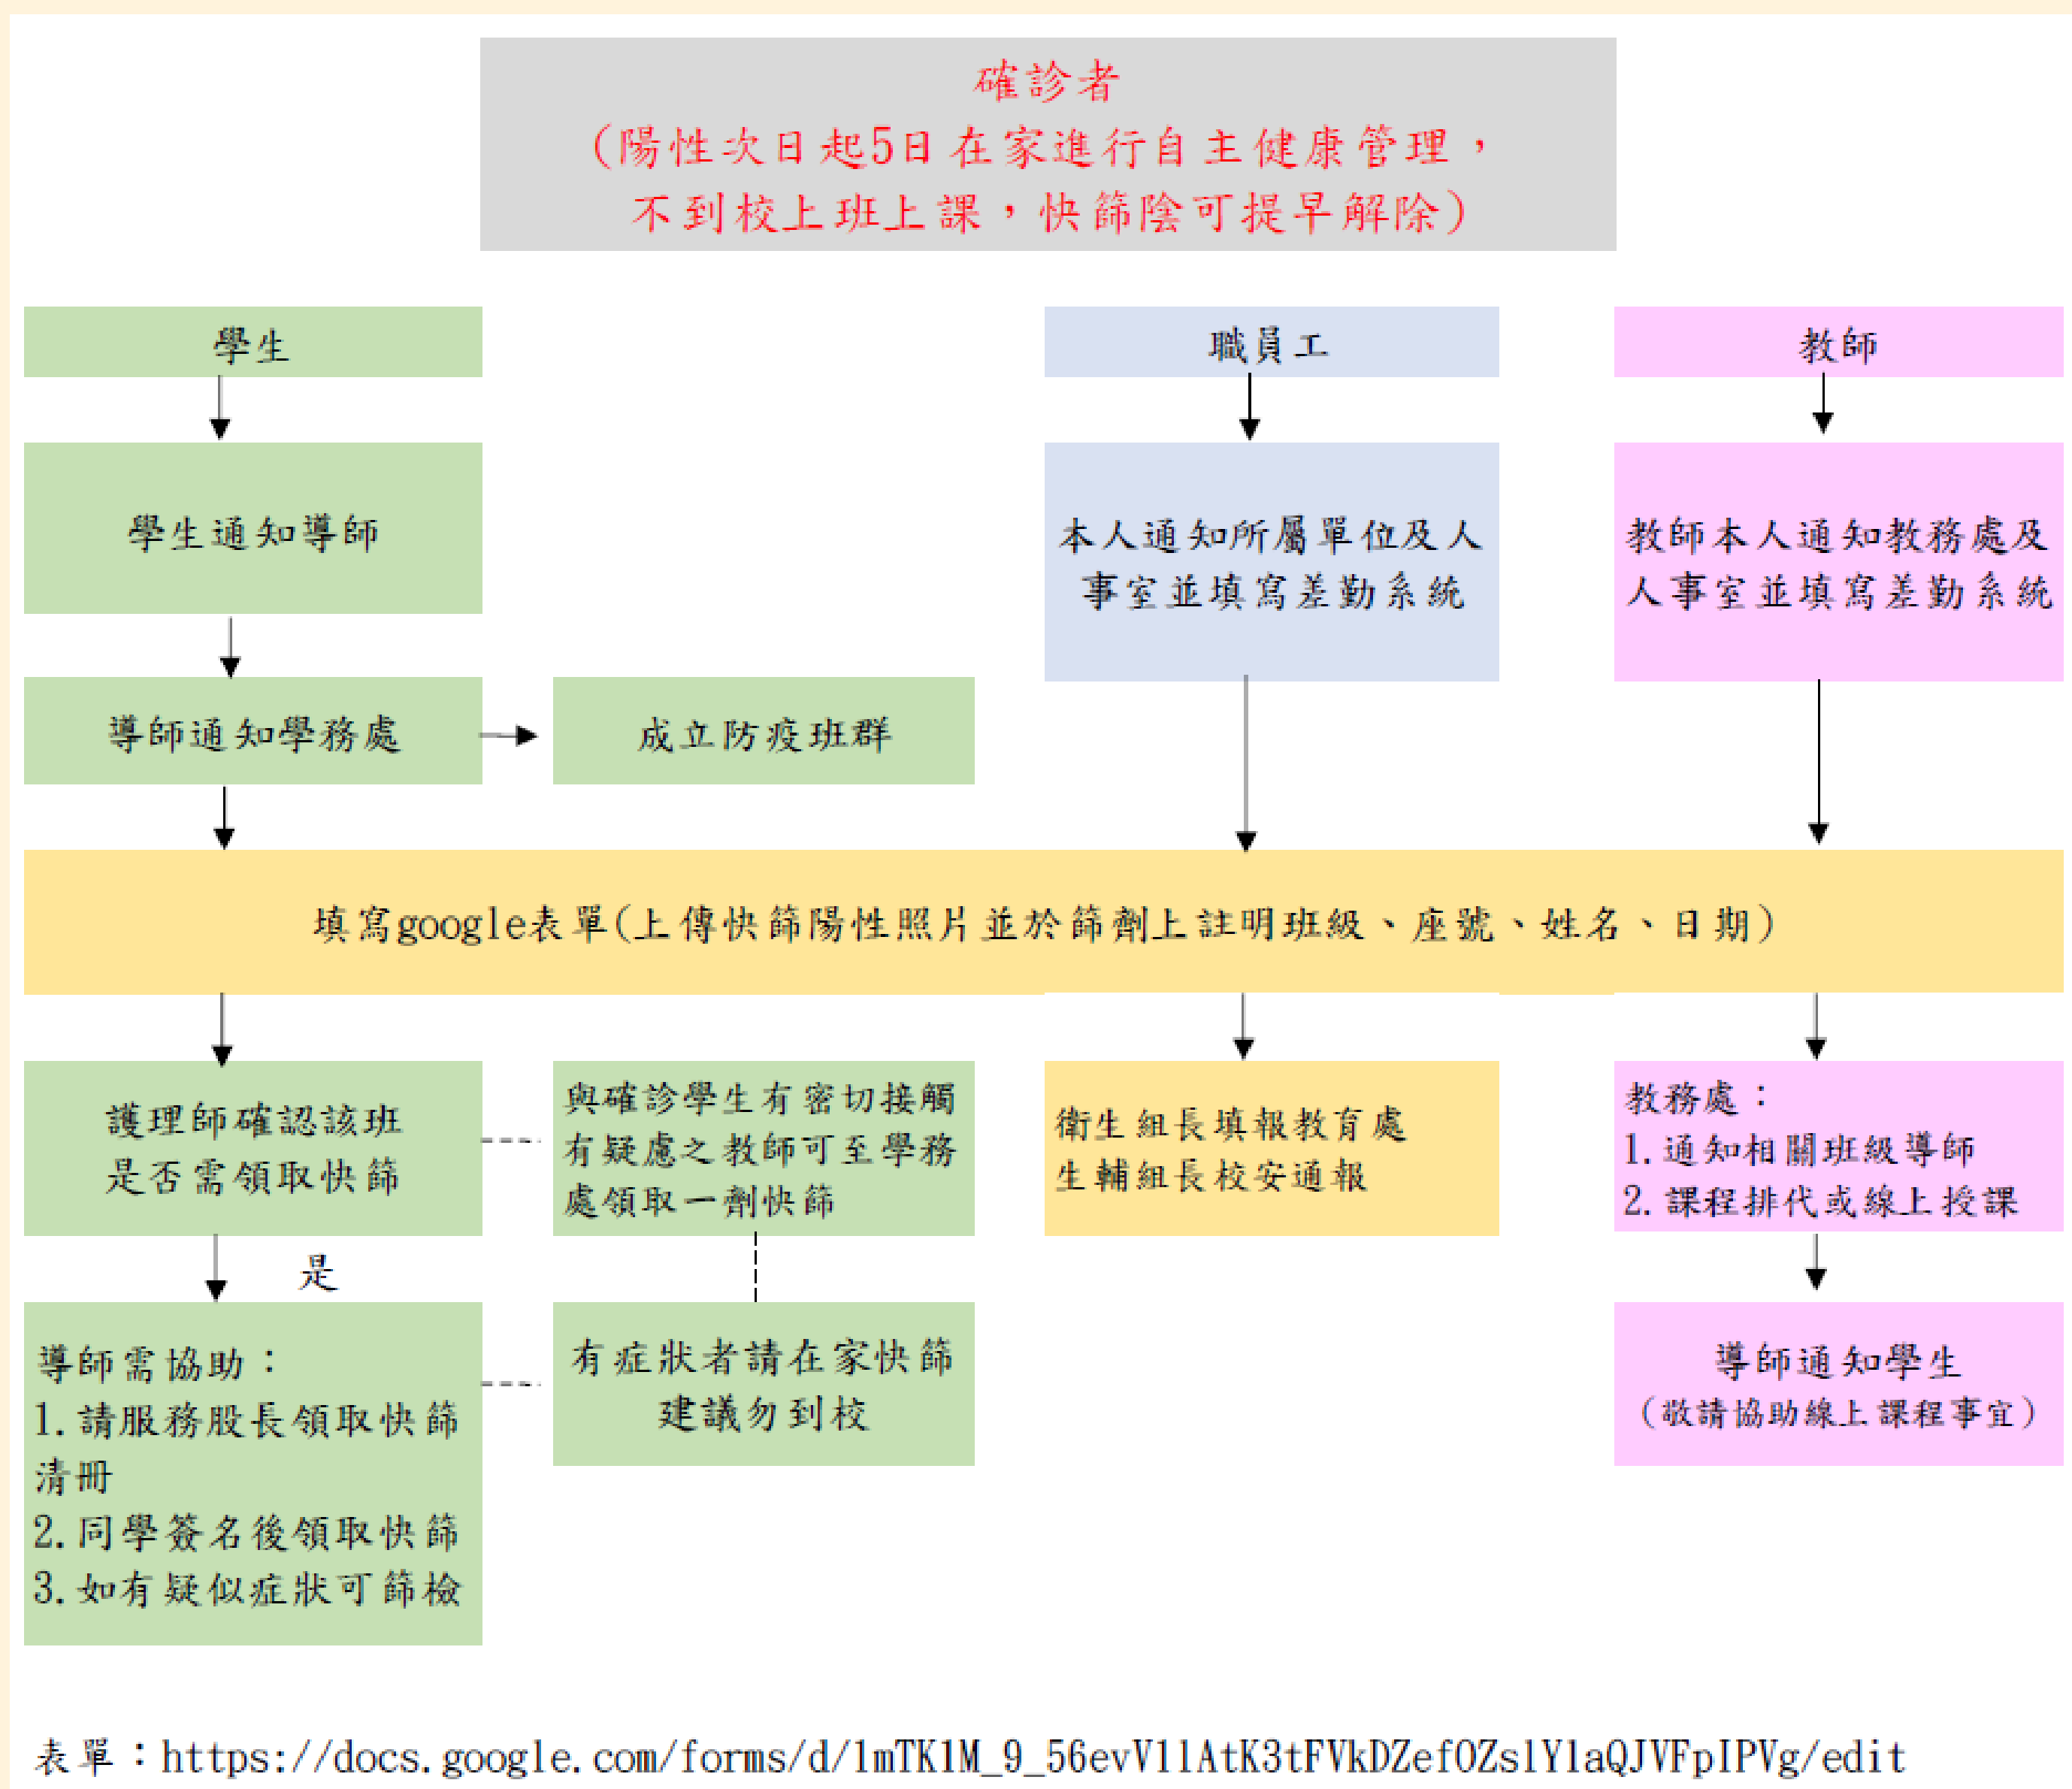 確診者
(陽性次日起5日在家進行自主健康管理，
不到校上班上課，快篩陰可提早解除)
學生
職員工
教師
學生通知導師
本人通知所屬單位及人
事室並填寫差勤系統
教師本人通知教務處及
人事室並填寫差勤系統
導師通知學務處
成立防疫班群
填寫google表單(上傳快篩陽性照片並於篩劑上註明班級、座號、姓名、日期)
護理師確認該班
是否需領取快篩
與確診學生有密切接觸
有疑慮之教師可至學務
處領取一劑快篩
衛生組長填報教育處
生輔組長校安通報
教務處：
1.通知相關班級導師
2.課程排代或線上授課
是
導師需協助：
1.請服務股長領取快篩
清冊
2.同學簽名後領取快篩
3.如有疑似症狀可篩檢
有症狀者請在家快篩
建議勿到校
導師通知學生
(敬請協助線上課程事宜)
表單：https://docs.google.com/forms/d/1mTK1M_9_56evV1lAtK3tFVkDZefOZslYlaQJVFpIPVg/edit